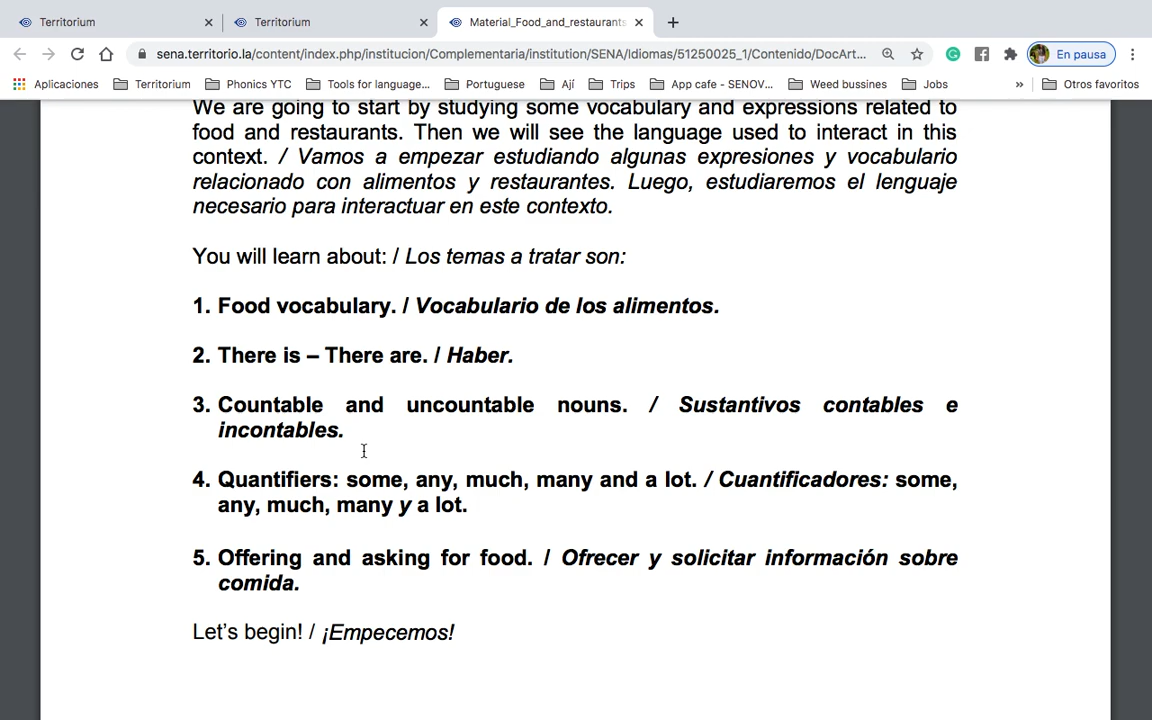 Territorium
Territorium
Material_Food_and_restaurants
sena.territorio.la/content/index.php/institucion/Complementaria/institution/SENA/Idiomas/51250025_1/Contenido/DocArt...
En pausa
Aplicaciones
Territorium
Phonics YTC
Tools for language...
Portuguese
Ají
Trips
App cafe - SENOV...
Weed bussines
Jobs
»
Otros favoritos
We are going to start by studying some vocabulary and expressions related to
food and restaurants. Then we will see the language used to interact in this
context. / Vamos a empezar estudiando algunas expresiones y vocabulario
relacionado con alimentos y restaurantes. Luego, estudiaremos el lenguaje
necesario para interactuar en este contexto.
You will learn about: / Los temas a tratar son:
1. Food vocabulary. / Vocabulario de los alimentos.
2. There is – There are. / Haber.
3. Countable and uncountable nouns. / Sustantivos contables e
incontables.
4. Quantifiers: some, any, much, many and a lot. / Cuantificadores: some,
any, much, many y a lot.
5. Offering and asking for food. / Ofrecer y solicitar información sobre
comida.
Let’s begin! / ¡Empecemos!